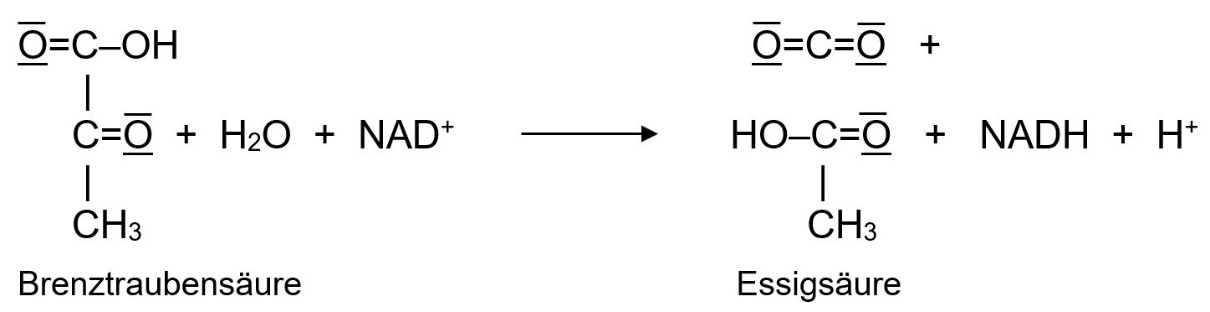 O=C–OH O=C=O +
C=O + H₂O + NAD⁺ HO–C=O + NADH + H⁺
CH₃ CH₃
Brenztraubensäure Essigsäure